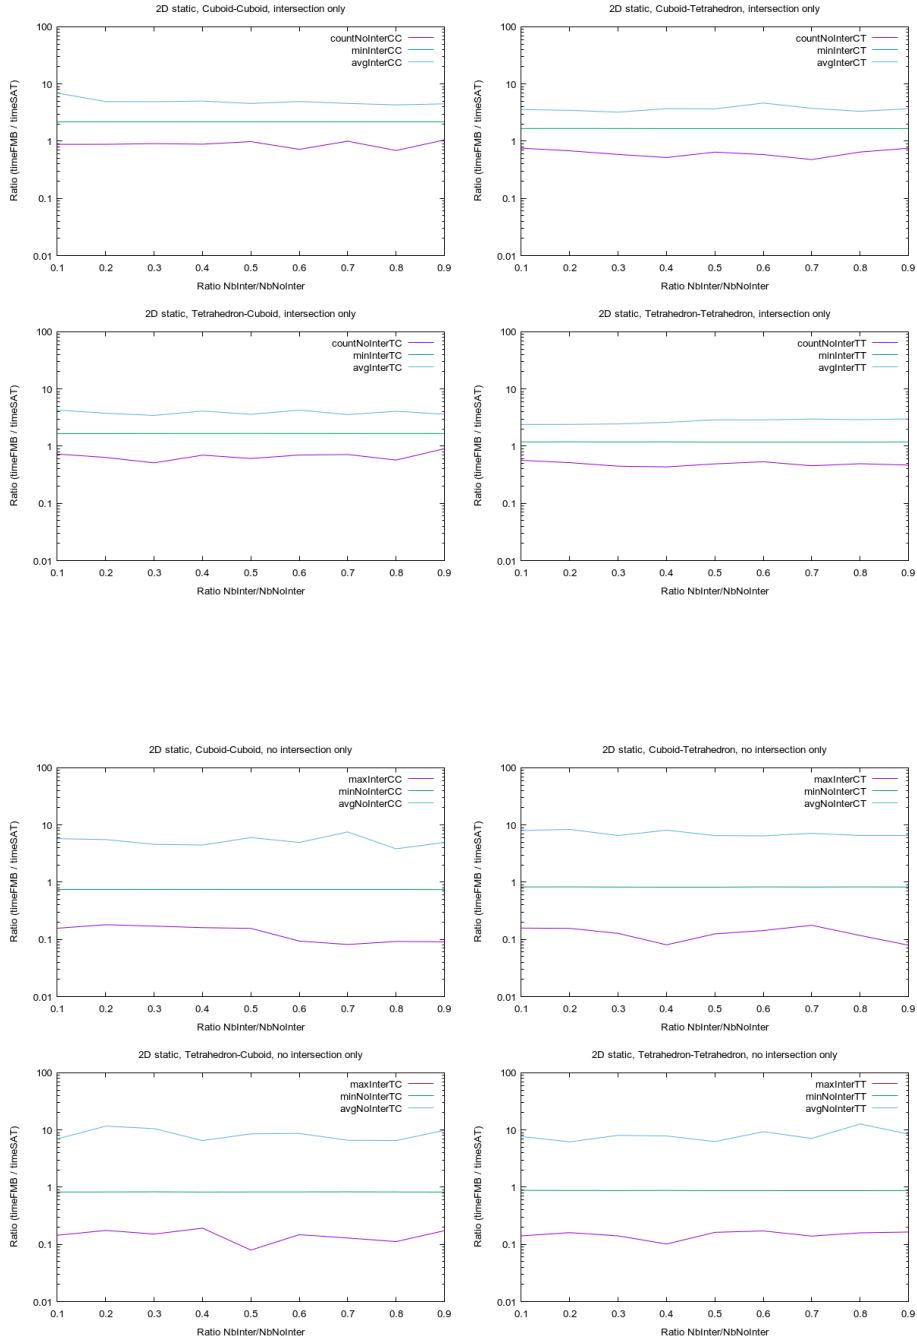 2D static, Cuboid-Cuboid, intersection only
countNoInterCC
minInterCC
avgInterCC
Ratio (timeFMB / timeSAT)
100
10
1
0.1
0.01
0.1 0.2 0.3 0.4 0.5 0.6 0.7 0.8 0.9
Ratio NbInter/NbNoInter
2D static, Cuboid-Tetrahedron, intersection only
countNoInterCT
minInterCT
avgInterCT
Ratio (timeFMB / timeSAT)
100
10
1
0.1
0.01
0.1 0.2 0.3 0.4 0.5 0.6 0.7 0.8 0.9
Ratio NbInter/NbNoInter
2D static, Tetrahedron-Cuboid, intersection only
countNoInterTC
minInterTC
avgInterTC
Ratio (timeFMB / timeSAT)
100
10
1
0.1
0.01
0.1 0.2 0.3 0.4 0.5 0.6 0.7 0.8 0.9
Ratio NbInter/NbNoInter
2D static, Tetrahedron-Tetrahedron, intersection only
countNoInterTT
minInterTT
avgInterTT
Ratio (timeFMB / timeSAT)
100
10
1
0.1
0.01
0.1 0.2 0.3 0.4 0.5 0.6 0.7 0.8 0.9
Ratio NbInter/NbNoInter
2D static, Cuboid-Cuboid, no intersection only
maxInterCC
minNoInterCC
avgNoInterCC
Ratio (timeFMB / timeSAT)
100
10
1
0.1
0.01
0.1 0.2 0.3 0.4 0.5 0.6 0.7 0.8 0.9
Ratio NbInter/NbNoInter
2D static, Cuboid-Tetrahedron, no intersection only
maxInterCT
minNoInterCT
avgNoInterCT
Ratio (timeFMB / timeSAT)
100
10
1
0.1
0.01
0.1 0.2 0.3 0.4 0.5 0.6 0.7 0.8 0.9
Ratio NbInter/NbNoInter
2D static, Tetrahedron-Cuboid, no intersection only
maxInterTC
minNoInterTC
avgNoInterTC
Ratio (timeFMB / timeSAT)
100
10
1
0.1
0.01
0.1 0.2 0.3 0.4 0.5 0.6 0.7 0.8 0.9
Ratio NbInter/NbNoInter
2D static, Tetrahedron-Tetrahedron, no intersection only
maxInterTT
minNoInterTT
avgNoInterTT
Ratio (timeFMB / timeSAT)
100
10
1
0.1
0.01
0.1 0.2 0.3 0.4 0.5 0.6 0.7 0.8 0.9
Ratio NbInter/NbNoInter